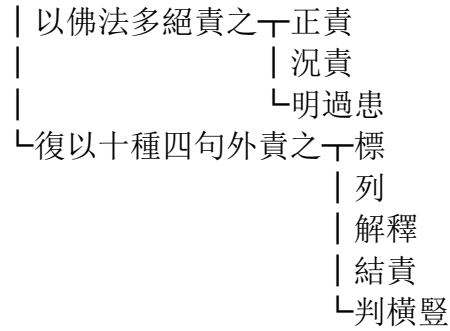 ｜以佛法多絕責之┬正責
｜　　　　　　　｜況責
｜　　　　　　　└明過患
└復以十種四句外責之┬標
　　　　　　　　　　｜列
　　　　　　　　　　｜解釋
　　　　　　　　　　｜結責
　　　　　　　　　　└判橫豎